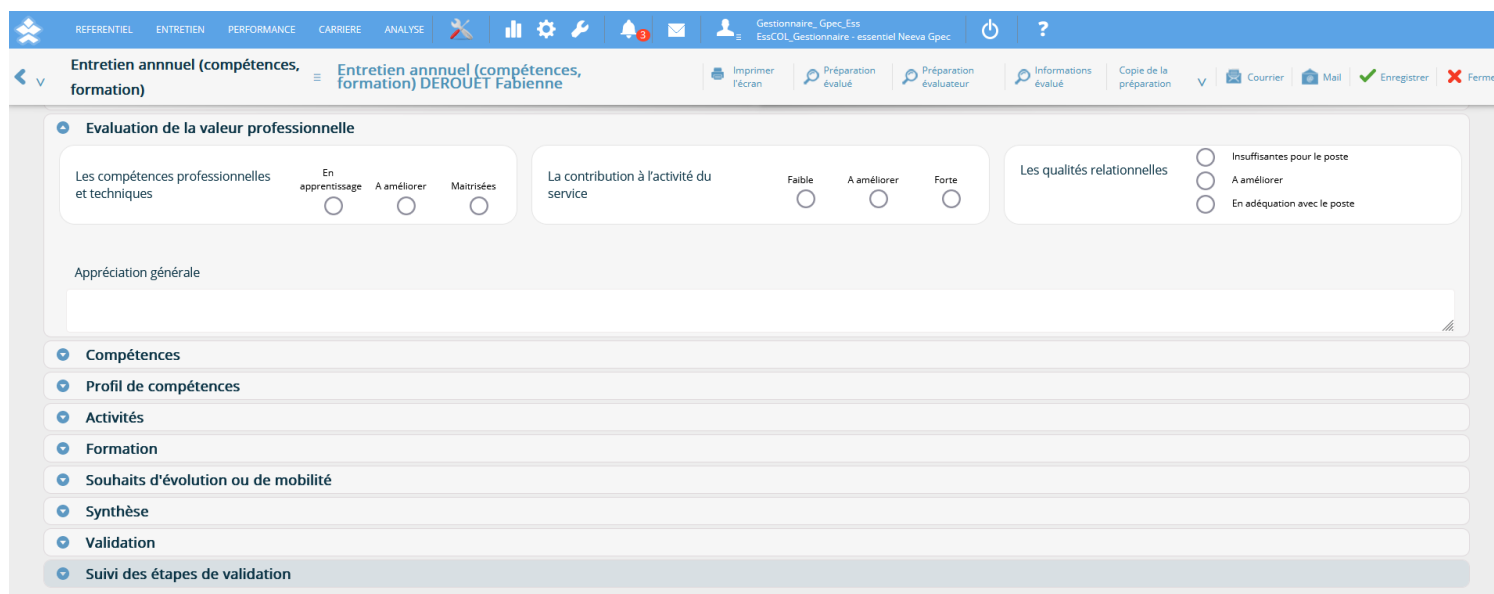 REFERENTIEL ENTRETIEN PERFORMANCE CARRIERE ANALYSE 3 Gestionnaire_ Gpec_Ess
EssCOL_Gestionnaire - essentiel Neeva Gpec ?
Entretien annnuel (compétences,
formation)
Entretien annnuel (compétences,
formation) DEROUET Fabienne
Imprimer
l'écran
Préparation
évalué
Préparation
évaluateur
Informations
évalué
Copie de la
préparation
Courrier Mail Enregistrer Ferme
Evaluation de la valeur professionnelle
Les compétences professionnelles
et techniques
En
apprentissage A améliorer Maitrisées
La contribution à l'activité du
service
Faible A améliorer Forte
Les qualités relationnelles
Insuffisantes pour le poste
A améliorer
En adéquation avec le poste
Appréciation générale
Compétences
Profil de compétences
Activités
Formation
Souhaits d'évolution ou de mobilité
Synthèse
Validation
Suivi des étapes de validation